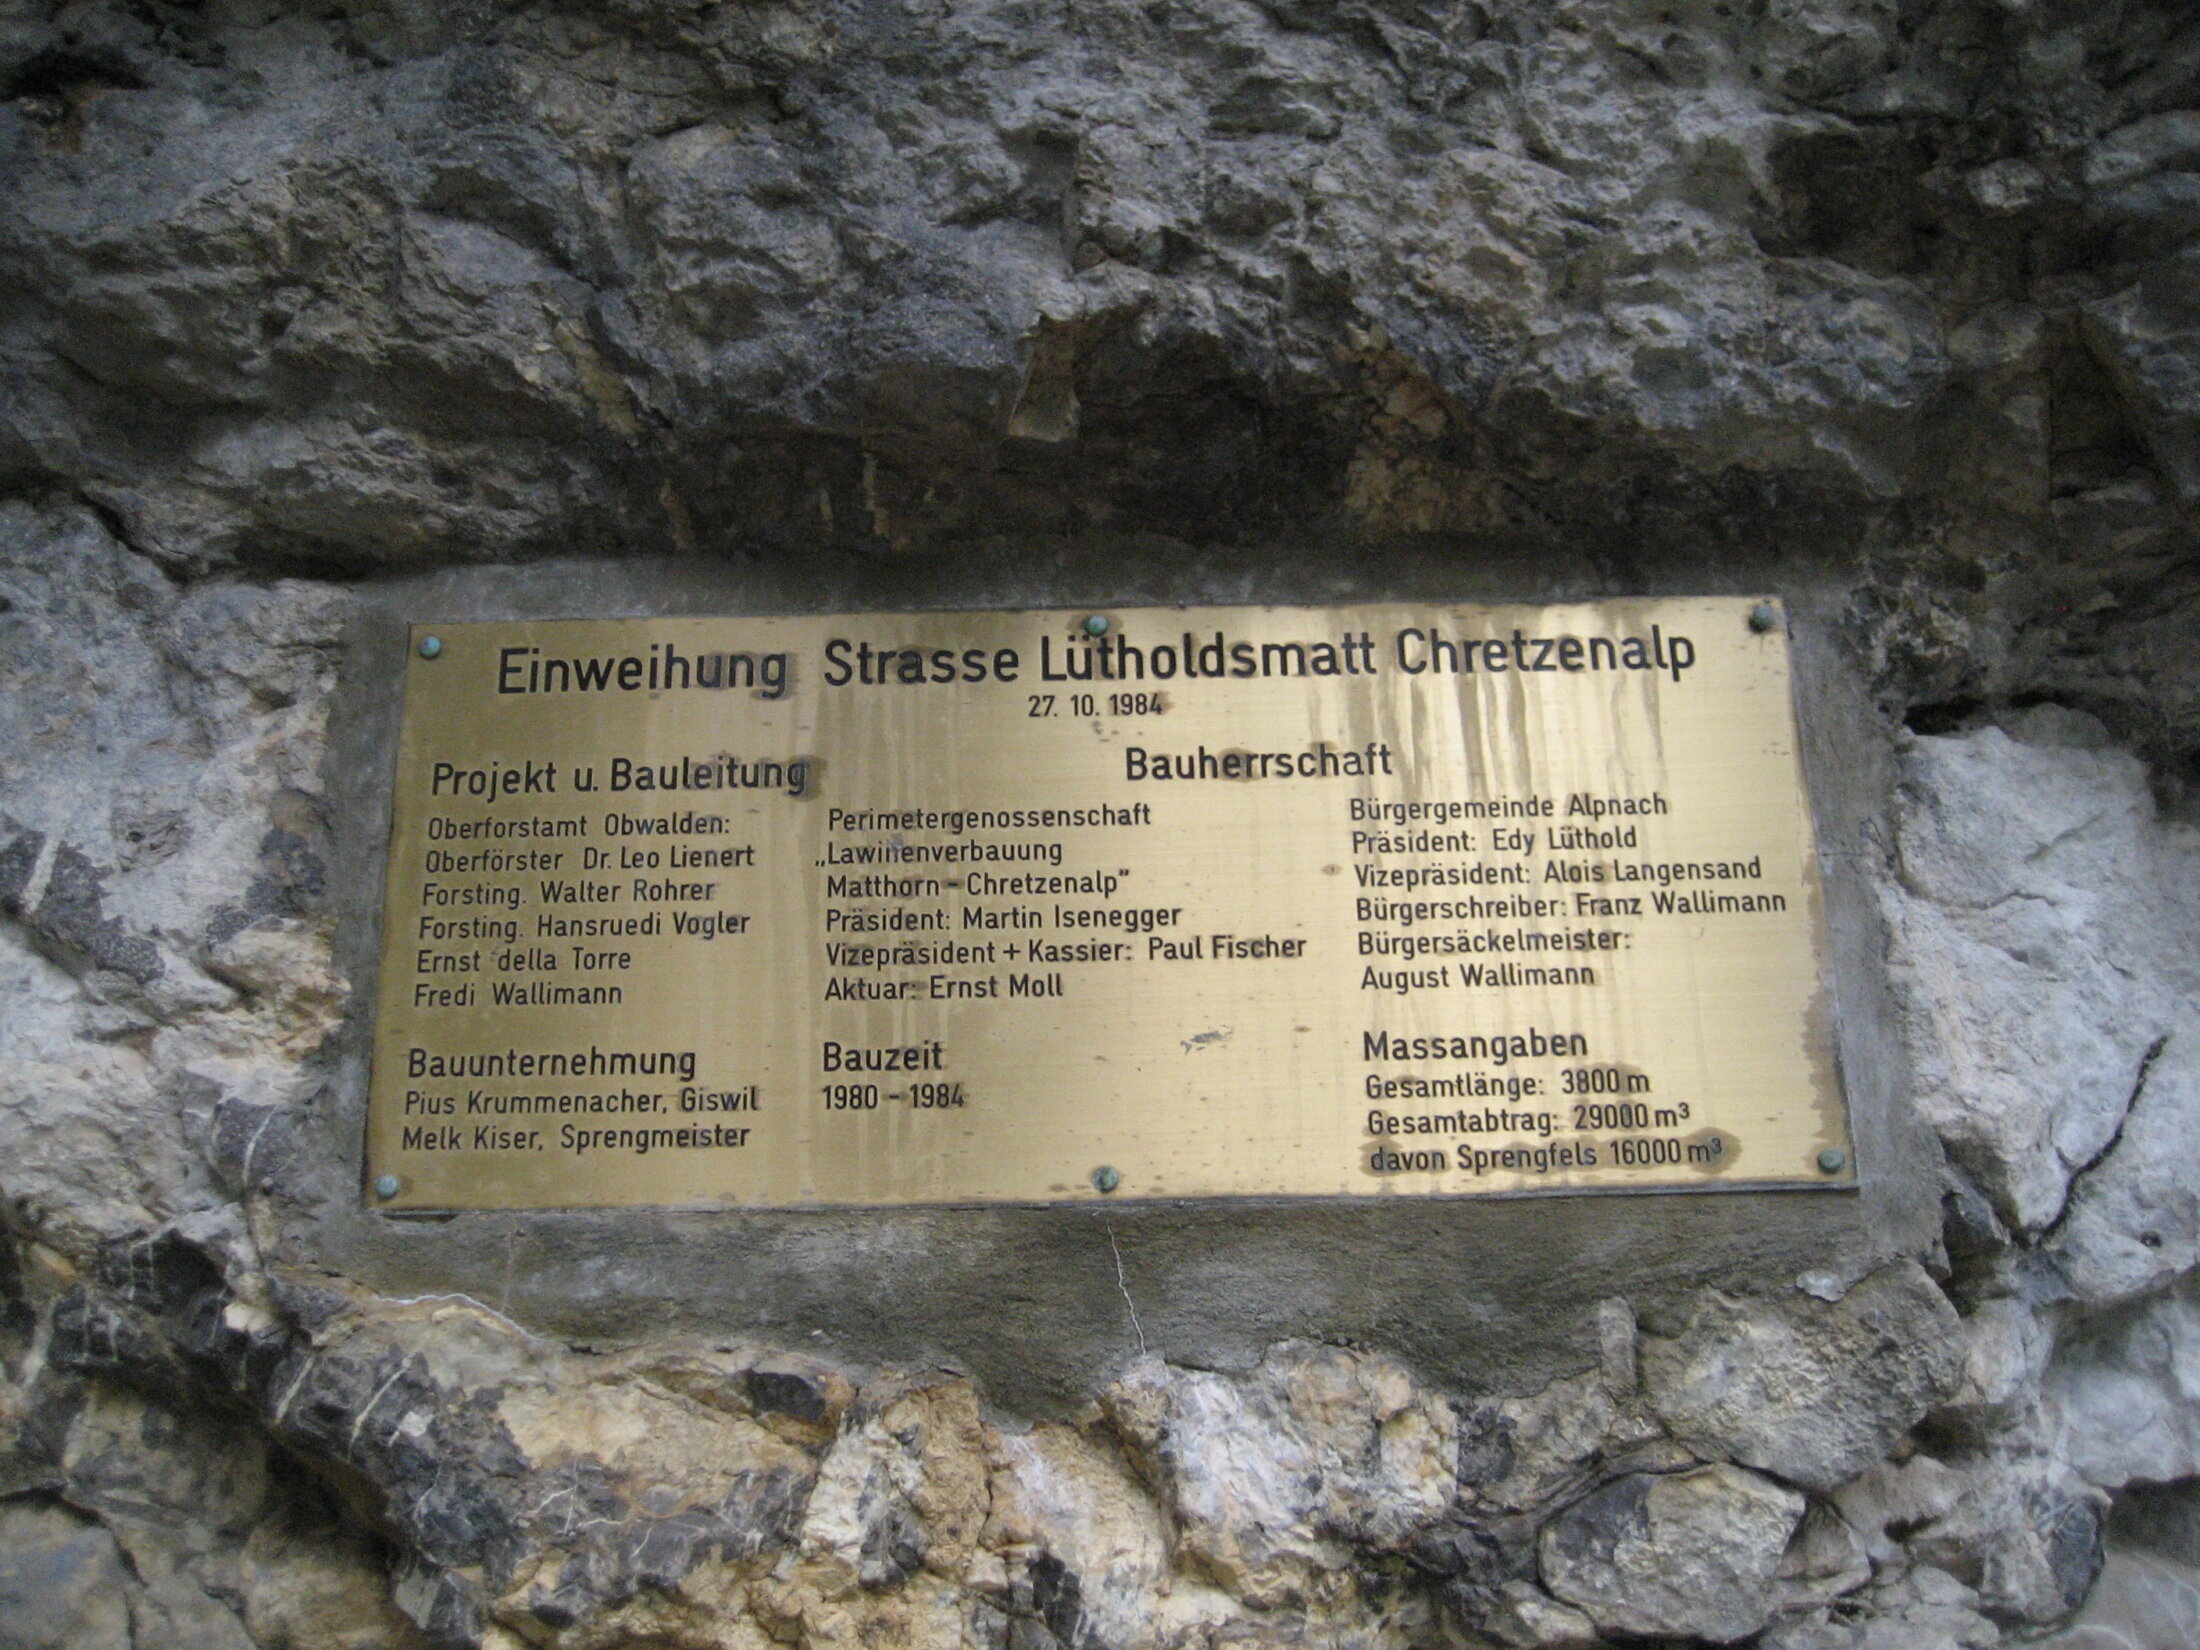 Einweihung Strasse Lütholdsmatt Chretzenalp
27. 10. 1984
Projekt u. Bauleitung
Oberforstamt Obwalden:
Oberförster Dr. Leo Lienert
Forsting. Walter Rohrer
Forsting. Hansruedi Vogler
Ernst della Torre
Fredi Wallimann
Bauherrschaft
Perimetergenossenschaft
„Lawinenverbauung
Matthorn - Chretzenalp"
Präsident: Martin Isenegger
Vizepräsident + Kassier: Paul Fischer
Aktuar: Ernst Moll
Bürgergemeinde Alpnach
Präsident: Edy Lüthold
Vizepräsident: Alois Langensand
Bürgerschreiber: Franz Wallimann
Bürgersäckelmeister:
August Wallimann
Bauunternehmung
Pius Krummenacher, Giswil
Melk Kiser, Sprengmeister
Bauzeit
1980 - 1984
Massangaben
Gesamtlänge: 3800 m
Gesamtabtrag: 29000 m³
davon Sprengfels 16000 m³